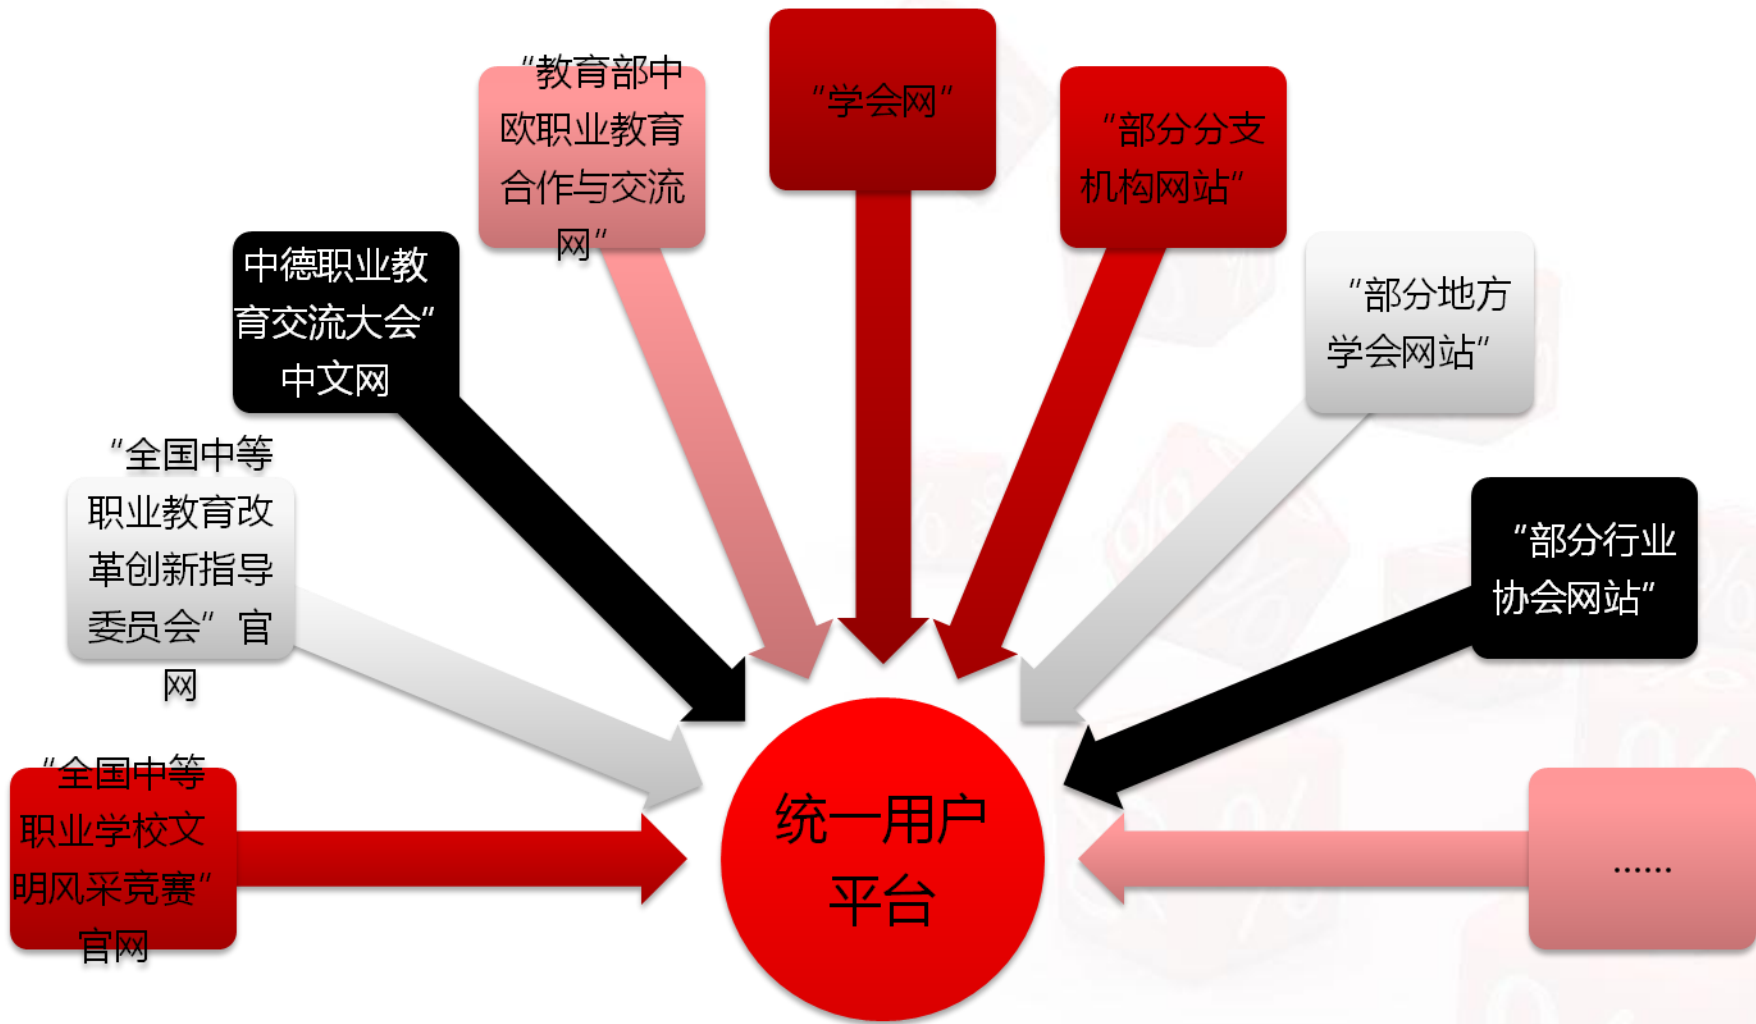 “全国中等
职业学校文
明风采竞赛”
官网
“全国中等
职业教育改
革创新指导
委员会”官
网
中德职业教
育交流大会”
中文网
“教育部中
欧职业教育
合作与交流
网”
“学会网”
“部分分支
机构网站”
“部分地方
学会网站”
“部分行业
协会网站”
......
统一用户
平台